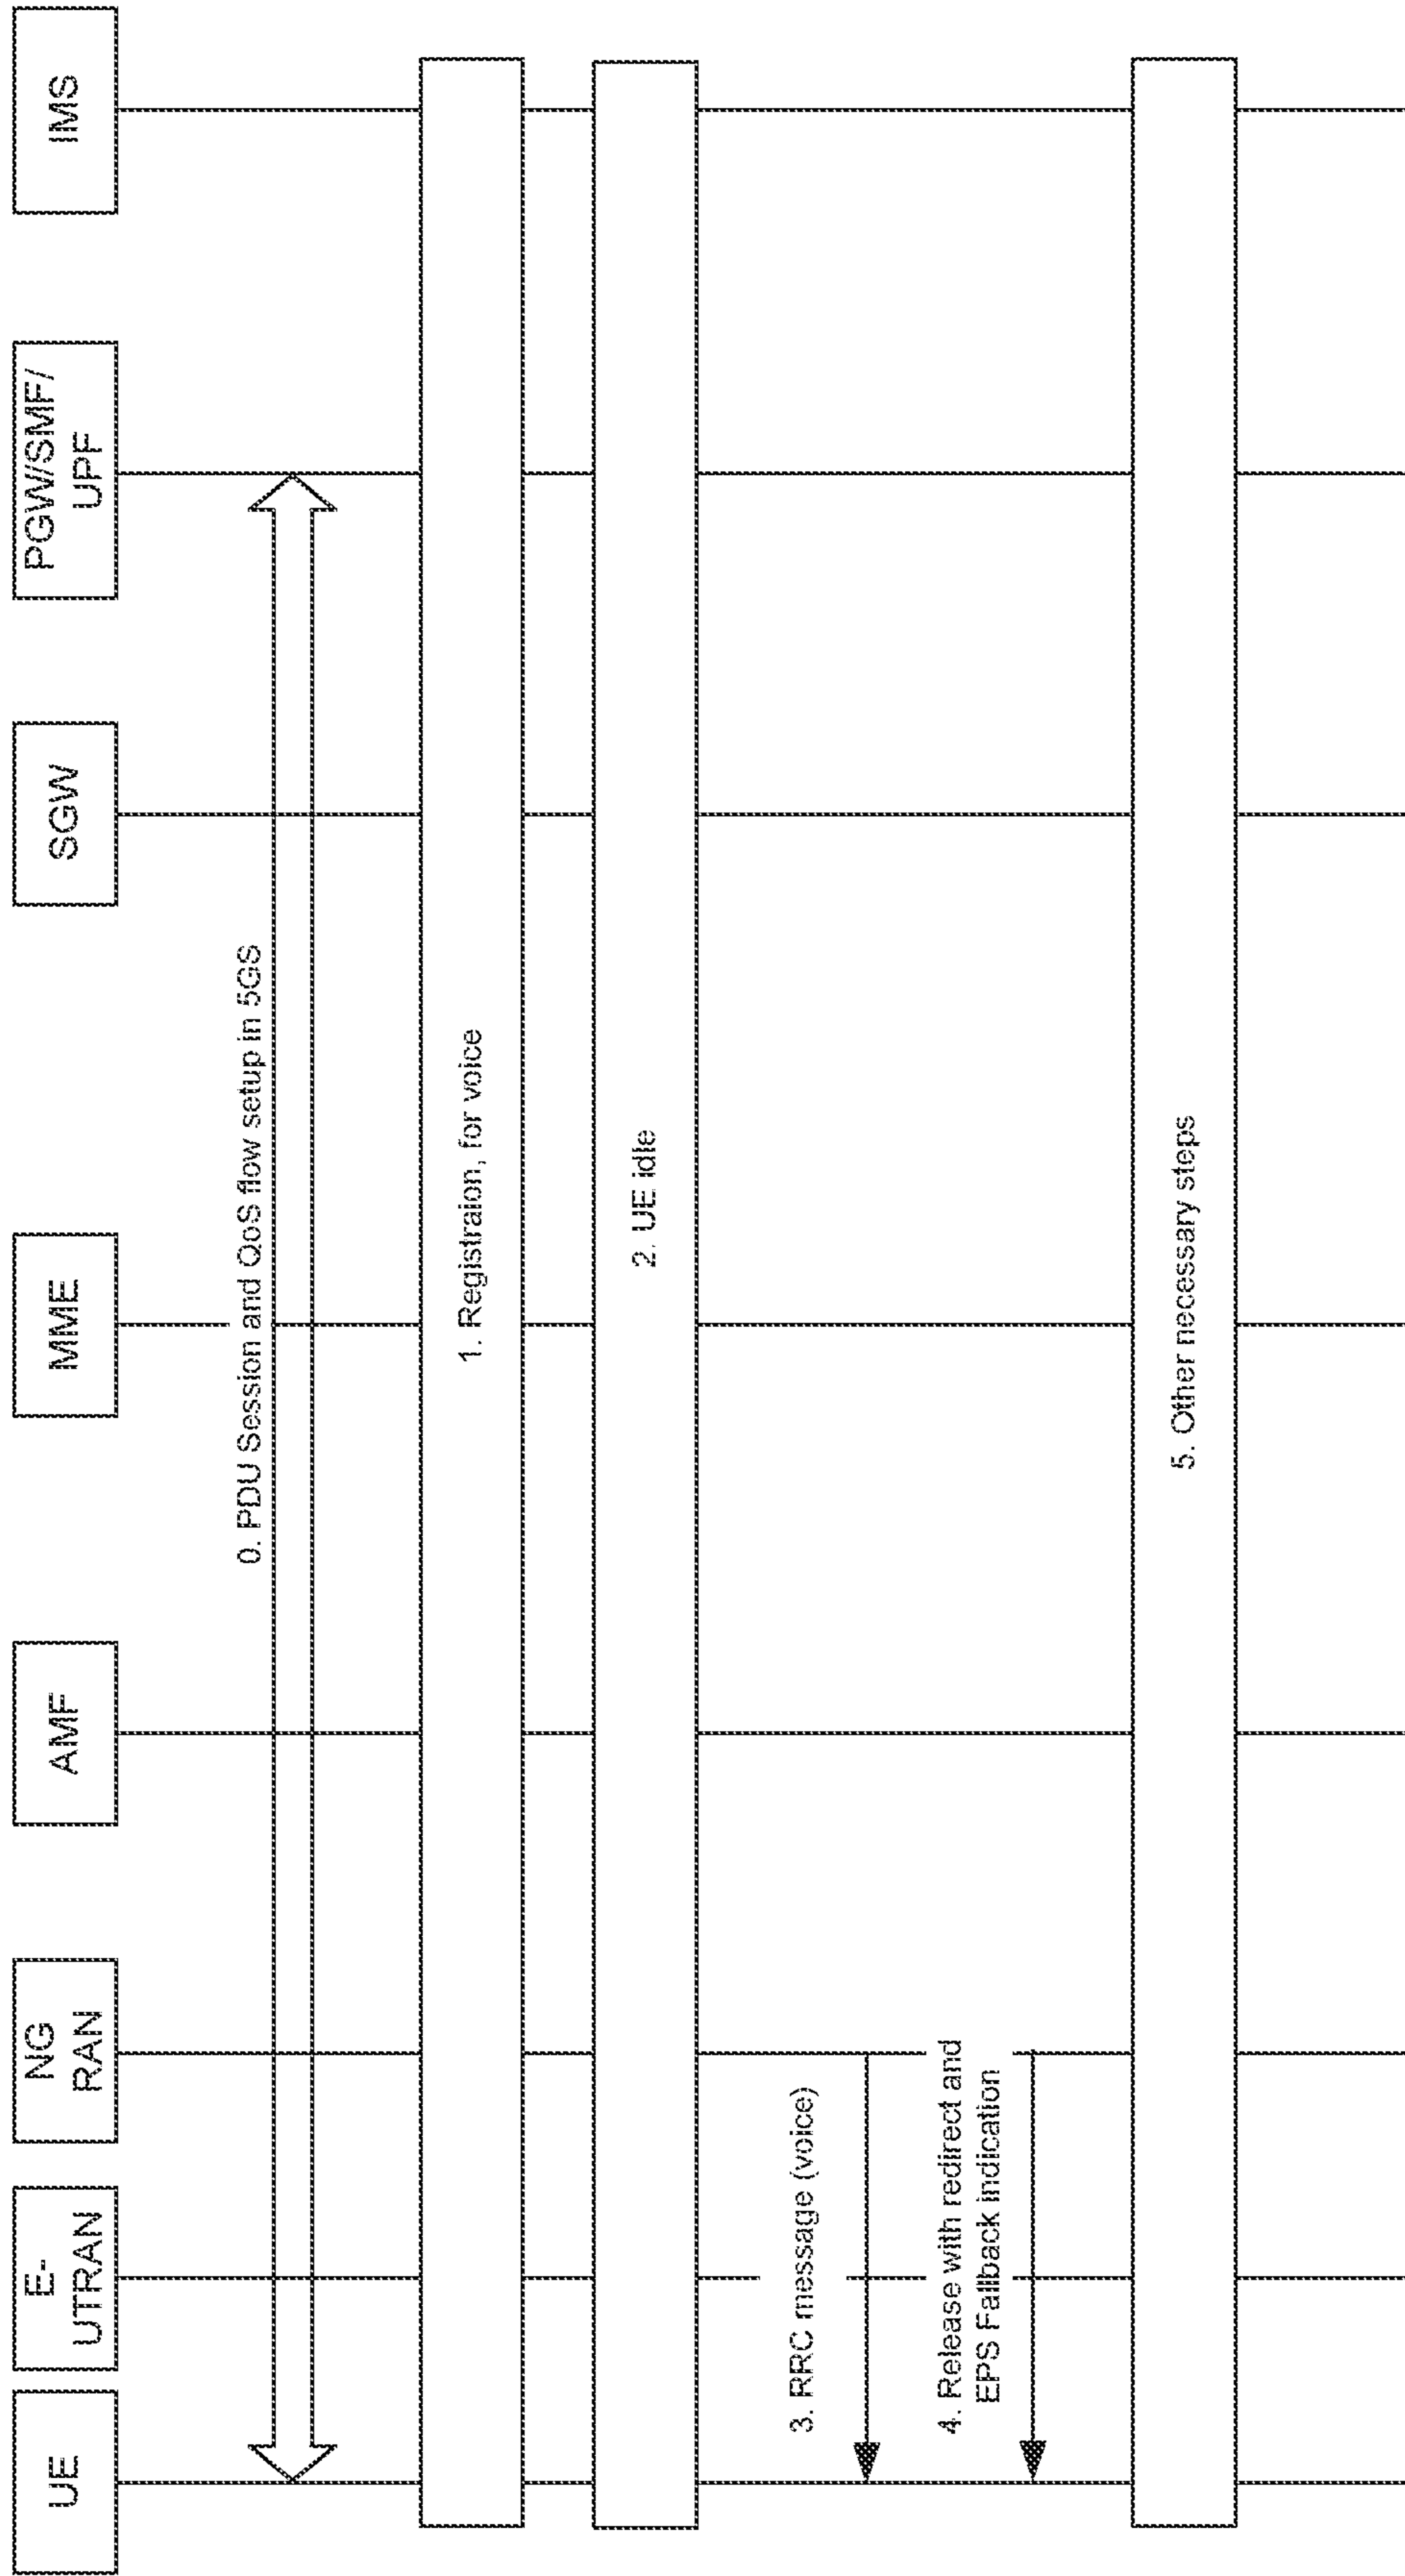 UE
E-
UTRAN
NG
RAN
AMF
MME
SGW
PGW/SMF/
UPF
IMS
0. PDU Session and QoS flow setup in 5GS
1. Registraion, for voice
2. UE idle
3. RRC message (voice)
4. Release with redirect and
EPS Fallback indication
5. Other necessary steps